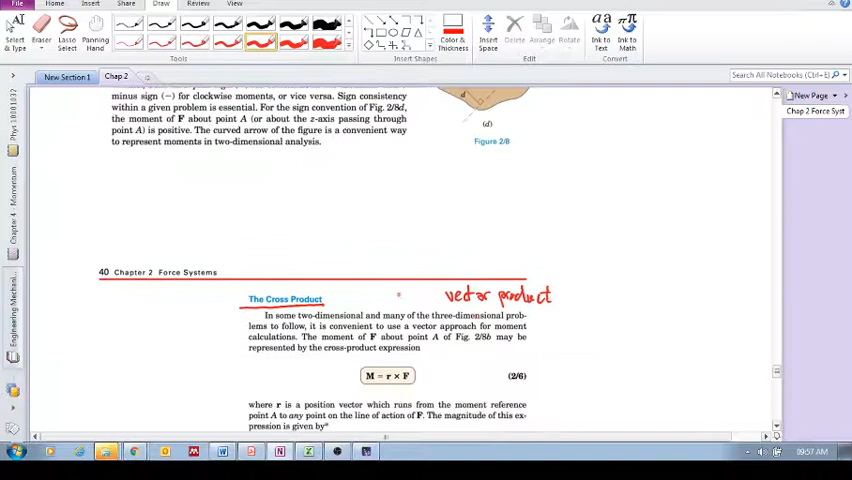 File Home Insert Share Draw History Review View
Select & Type
Eraser
Lasso Select
Panning Hand
Color & Thickness
Insert Space
Delete
Arrange
Rotate
Ink to Text
Ink to Math
Tools
Insert Shapes
Edit
Convert
New Section 1
Chap 2
Search All Notebooks (Ctrl+E)
New Page
Chap 2 Force Syst
Phys 10001037
Chapter 4 - Momentum
Engineering Mechani
minus sign (−) for clockwise moments, or vice versa. Sign consistency
within a given problem is essential. For the sign convention of Fig. 2/8d,
the moment of F about point A (or about the z-axis passing through
point A) is positive. The curved arrow of the figure is a convenient way
to represent moments in two-dimensional analysis.
d
(d)
Figure 2/8
40 Chapter 2 Force Systems
The Cross Product
vector product
In some two-dimensional and many of the three-dimensional prob-
lems to follow, it is convenient to use a vector approach for moment
calculations. The moment of F about point A of Fig. 2/8b may be
represented by the cross-product expression
M = r × F
(2/6)
where r is a position vector which runs from the moment reference
point A to any point on the line of action of F. The magnitude of this ex-
pression is given by*
09:57 AM